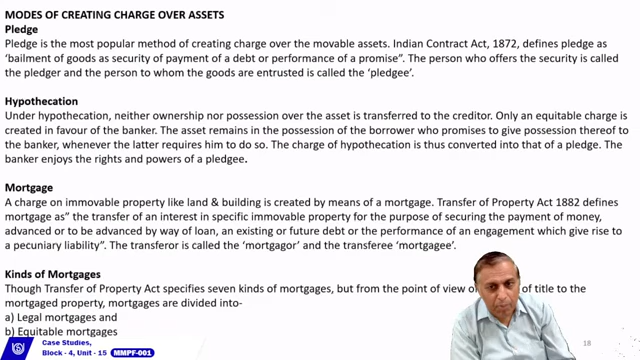 MODES OF CREATING CHARGE OVER ASSETS
Pledge
Pledge is the most popular method of creating charge over the movable assets. Indian Contract Act, 1872, defines pledge as
‘bailment of goods as security of payment of a debt or performance of a promise”. The person who offers the security is called
the pledger and the person to whom the goods are entrusted is called the ‘pledgee’.
Hypothecation
Under hypothecation, neither ownership nor possession over the asset is transferred to the creditor. Only an equitable charge is
created in favour of the banker. The asset remains in the possession of the borrower who promises to give possession thereof to
the banker, whenever the latter requires him to do so. The charge of hypothecation is thus converted into that of a pledge. The
banker enjoys the rights and powers of a pledgee.
Mortgage
A charge on immovable property like land & building is created by means of a mortgage. Transfer of Property Act 1882 defines
mortgage as” the transfer of an interest in specific immovable property for the purpose of securing the payment of money,
advanced or to be advanced by way of loan, an existing or future debt or the performance of an engagement which give rise to
a pecuniary liability”. The transferor is called the ‘mortgagor’ and the transferee ‘mortgagee’.
Kinds of Mortgages
Though Transfer of Property Act specifies seven kinds of mortgages, but from the point of view of title to the
mortgaged property, mortgages are divided into-
a) Legal mortgages and
b) Equitable mortgages
Case Studies,
Block - 4, Unit - 15 MMPF-001
18